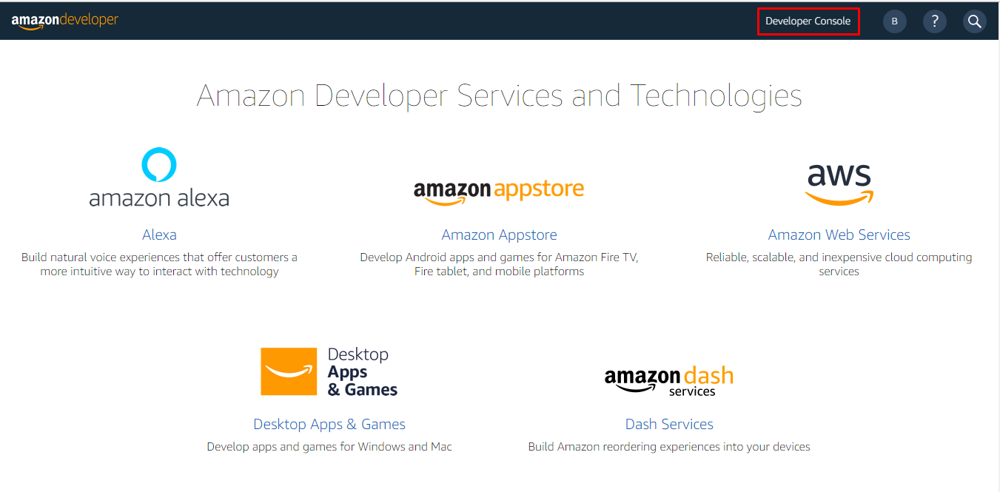 amazondeveloper
Developer Console
B
?
Amazon Developer Services and Technologies
amazon alexa
Alexa
Build natural voice experiences that offer customers a
more intuitive way to interact with technology
amazon appstore
Amazon Appstore
Develop Android apps and games for Amazon Fire TV,
Fire tablet, and mobile platforms
aws
Amazon Web Services
Reliable, scalable, and inexpensive cloud computing
services
Desktop
Apps
& Games
Desktop Apps & Games
Develop apps and games for Windows and Mac
amazon dash
services
Dash Services
Build Amazon reordering experiences into your devices